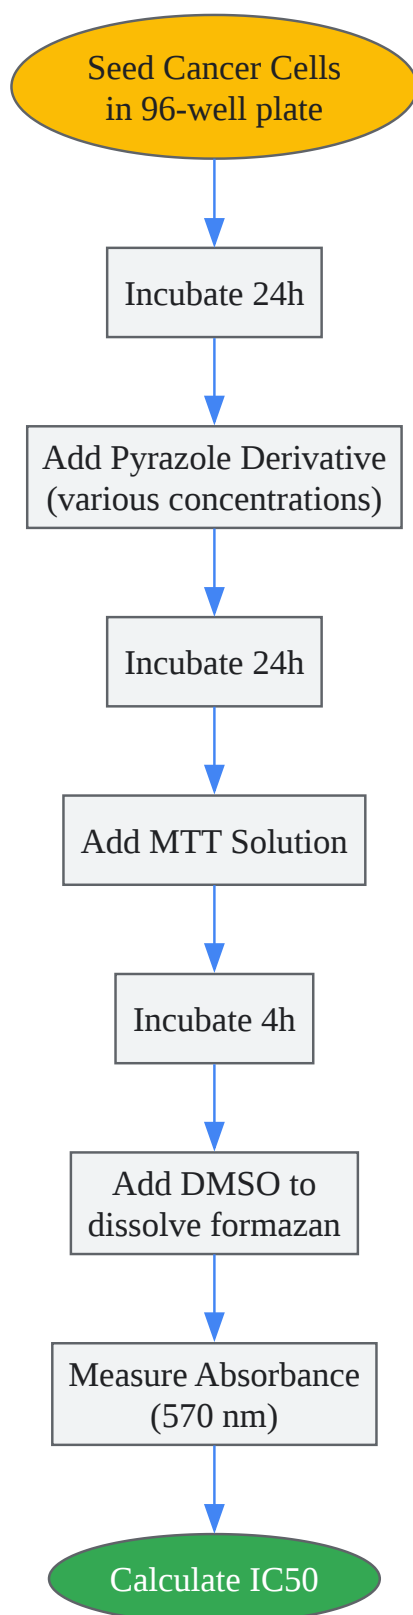 Seed Cancer Cells
in 96-well plate
Incubate 24h
Add Pyrazole Derivative
(various concentrations)
Incubate 24h
Add MTT Solution
Incubate 4h
Add DMSO to
dissolve formazan
Measure Absorbance
(570 nm)
Calculate IC50